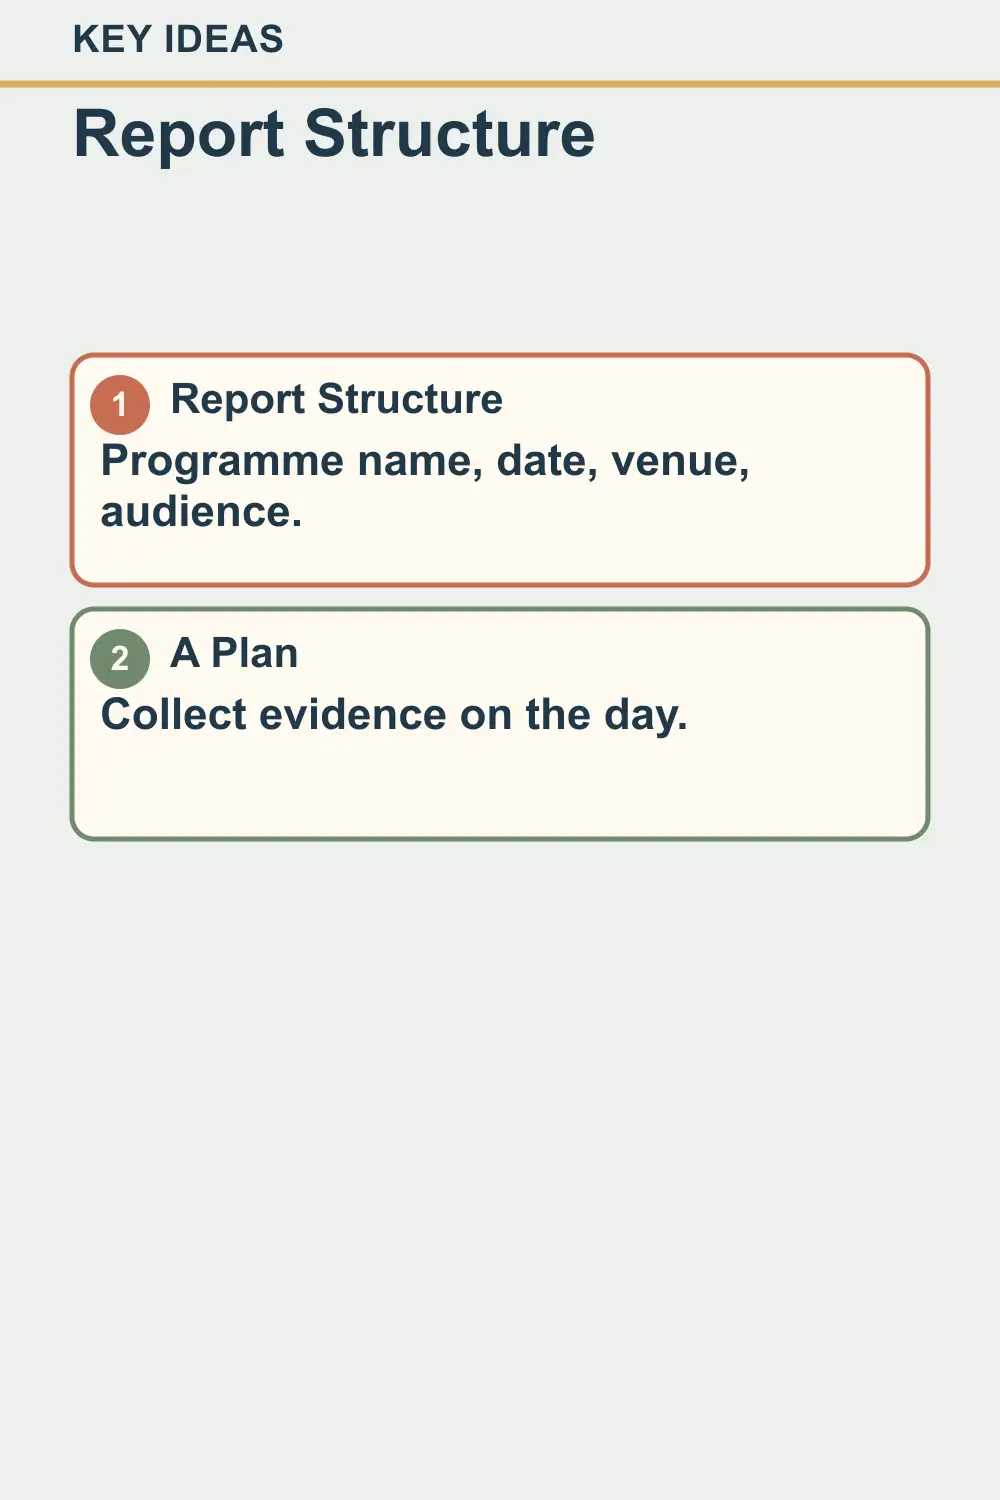 KEY IDEAS
Report Structure
1 Report Structure
Programme name, date, venue,
audience.
2 A Plan
Collect evidence on the day.